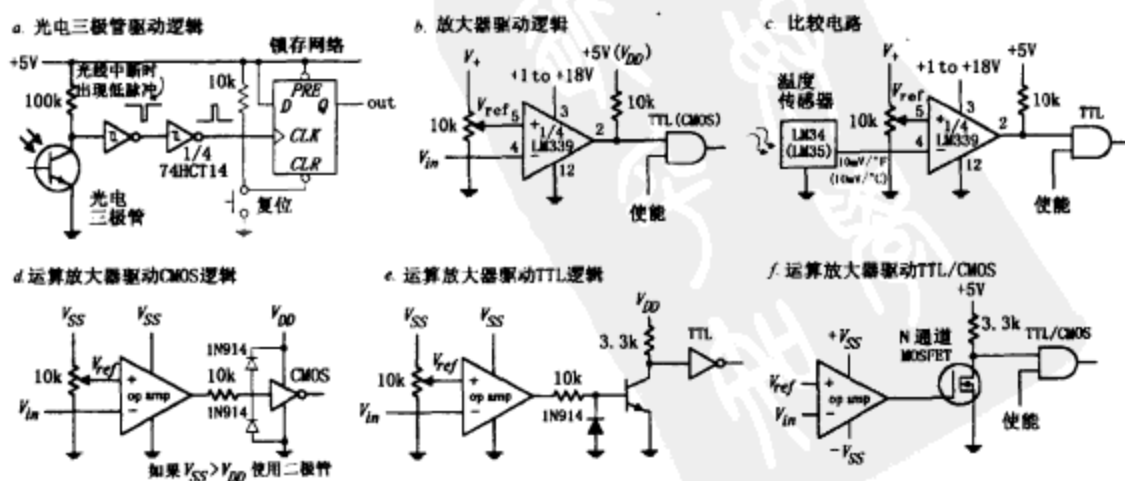 a. 光电三极管驱动逻辑
+5V
光线中断时
出现低脉冲
100k
10k
锁存网络
PRE
D
Q
out
CLK
CLR
1/4
74HCT14
光电
三极管
复位
b. 放大器驱动逻辑
V+
+1 to +18V
+5V(VDD)
10k
Vref
10k
5
3
+
1/4
LM339
2
TTL(CMOS)
Vin
4
−
12
使能
c. 比较电路
V+
+5V
+1 to +18V
温度
传感器
10k
Vref
5
3
+
1/4
LM339
2
10k
TTL
LM34
(LM35)
4
−
10mV/°F
(10mV/°C)
12
使能
d. 运算放大器驱动CMOS逻辑
VSS
VSS
VDD
1N914
Vref
10k
+
op amp
−
10k
CMOS
Vin
1N914
如果 VSS>VDD 使用二极管
e. 运算放大器驱动TTL逻辑
VSS
VSS
VDD
3.3k
TTL
Vref
10k
+
op amp
−
10k
Vin
1N914
f. 运算放大器驱动TTL/CMOS
+5V
3.3k
N 通道
MOSFET
TTL/CMOS
+VSS
Vref
+
op amp
Vin
−
−VSS
使能